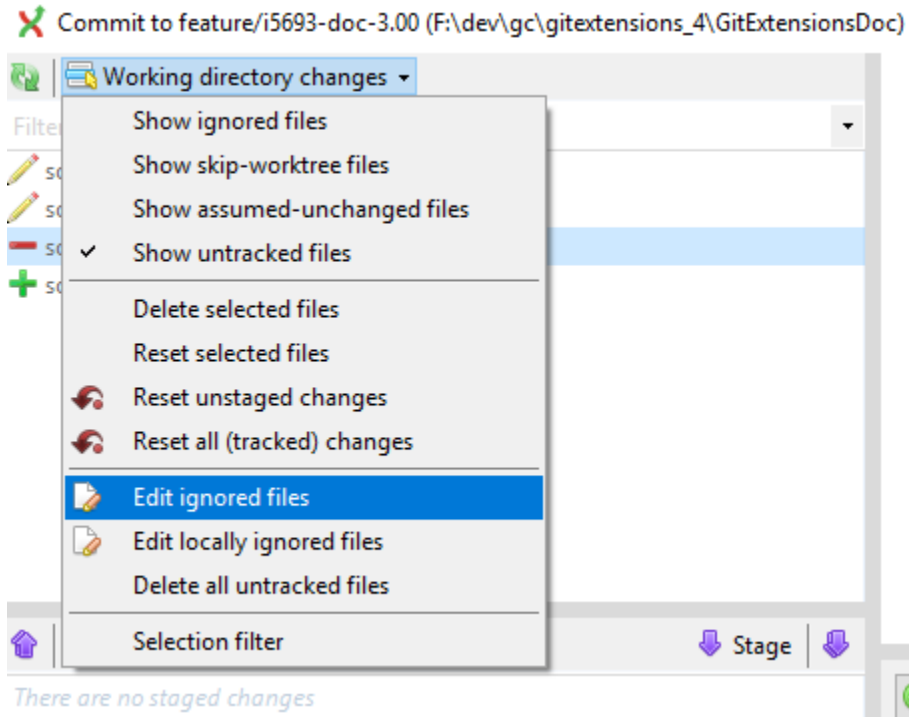 Commit to feature/i5693-doc-3.00 (F:\dev\gc\gitextensions_4\GitExtensionsDoc)
Working directory changes
Show ignored files
Show skip-worktree files
Show assumed-unchanged files
Show untracked files
Delete selected files
Reset selected files
Reset unstaged changes
Reset all (tracked) changes
Edit ignored files
Edit locally ignored files
Delete all untracked files
Selection filter
Stage
There are no staged changes